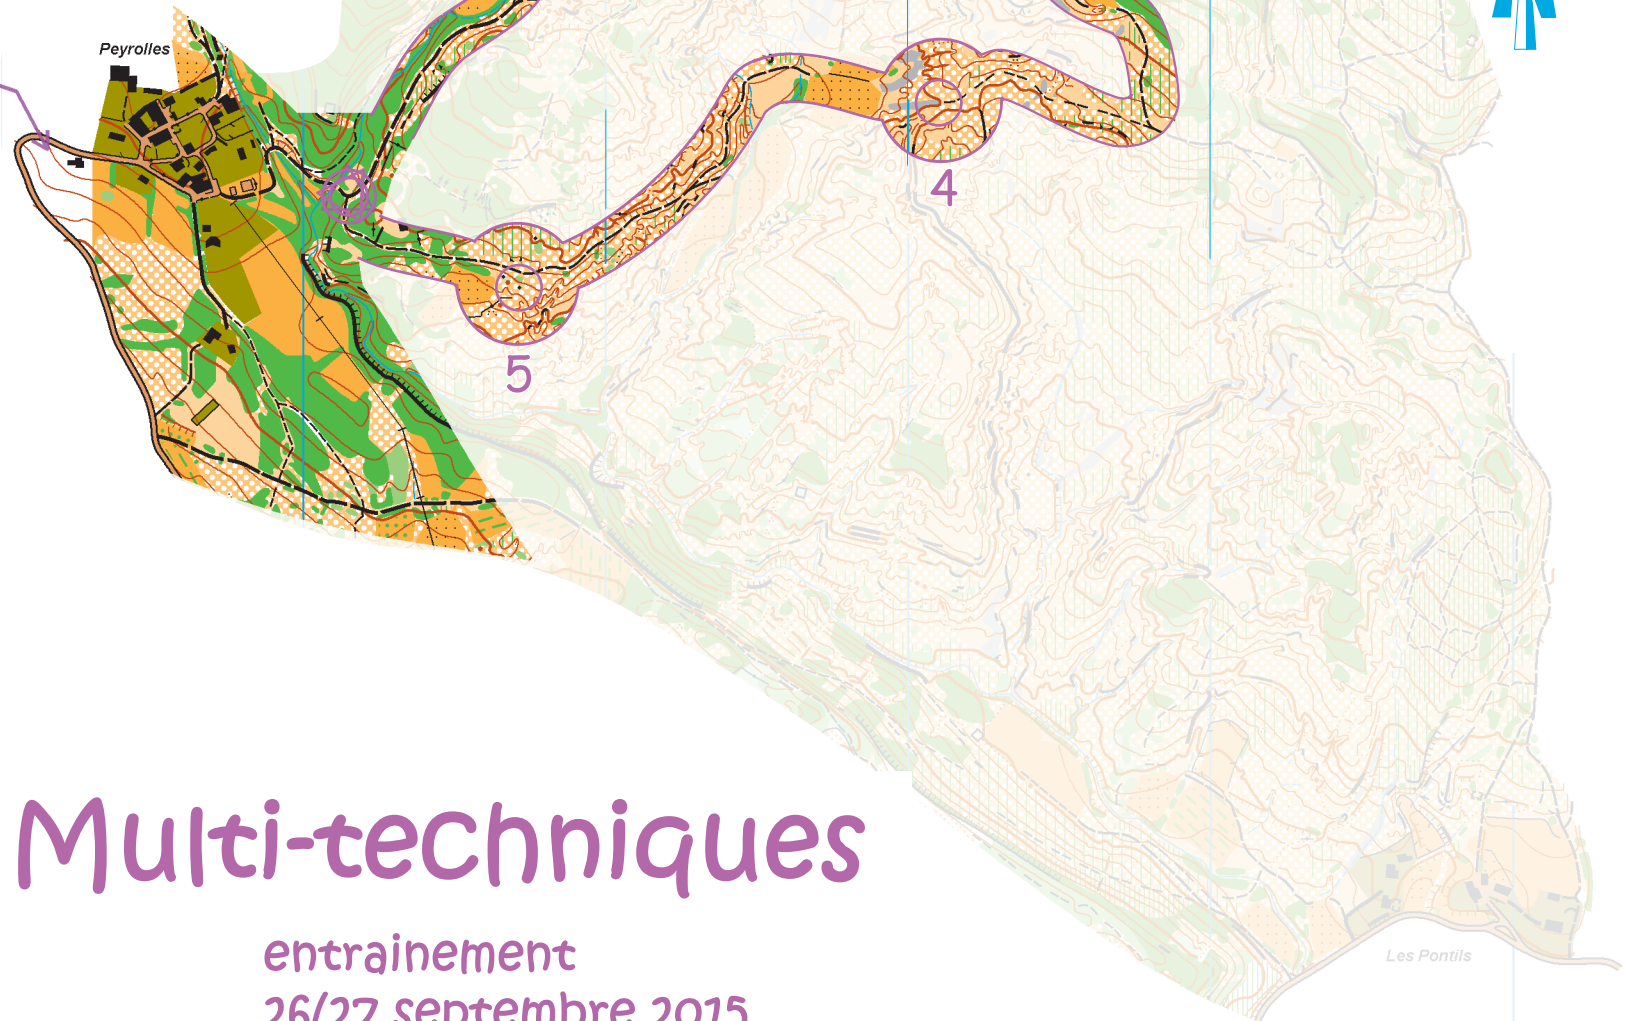 Peyrolles
4
5
Multi-techniques
entrainement
26/27 septembre 2015
Les Pontils